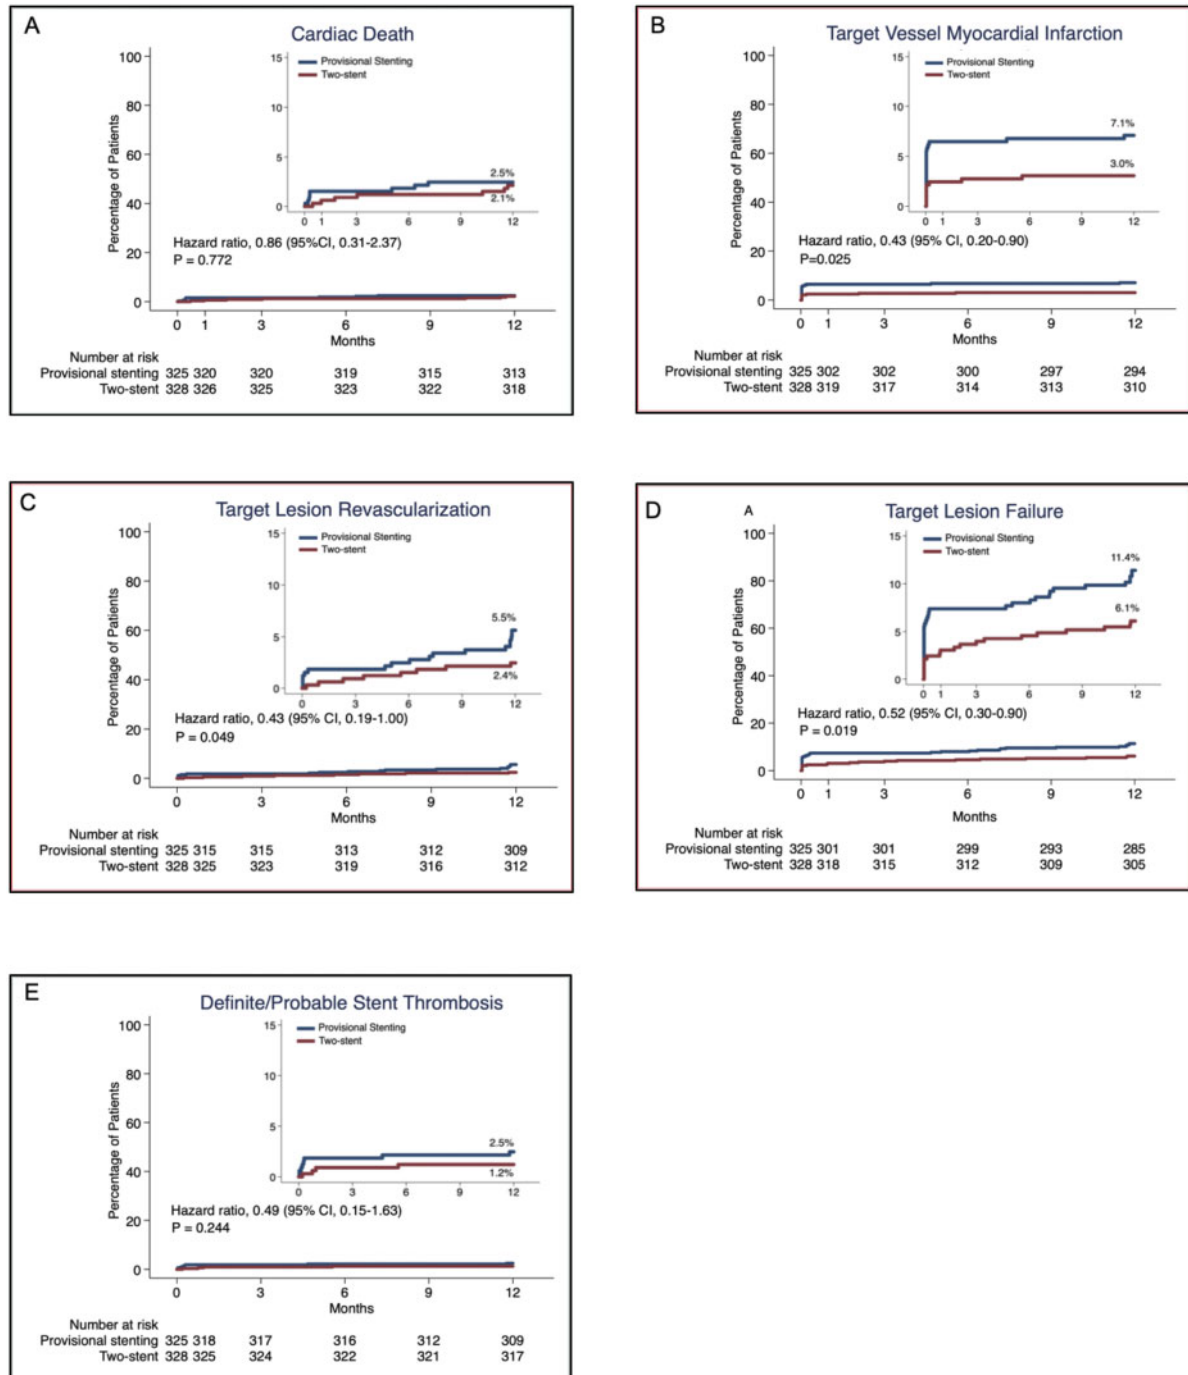 A
Cardiac Death
Percentage of Patients
100
80
60
40
20
0
15
10
5
0
Provisional Stenting
Two-stent
2.5%
2.1%
0 1 3 6 9 12
Hazard ratio, 0.86 (95%CI, 0.31-2.37)
P = 0.772
0 1 3 6 9 12
Months
Number at risk
Provisional stenting 325 320 320 319 315 313
Two-stent 328 326 325 323 322 318
B
Target Vessel Myocardial Infarction
Percentage of Patients
100
80
60
40
20
0
15
10
5
0
Provisional Stenting
Two-stent
7.1%
3.0%
0 1 3 6 9 12
Hazard ratio, 0.43 (95% CI, 0.20-0.90)
P=0.025
0 1 3 6 9 12
Months
Number at risk
Provisional stenting 325 302 302 300 297 294
Two-stent 328 319 317 314 313 310
C
Target Lesion Revascularization
Percentage of Patients
100
80
60
40
20
0
15
10
5
0
Provisional Stenting
Two-stent
5.5%
2.4%
0 3 6 9 12
Hazard ratio, 0.43 (95% CI, 0.19-1.00)
P = 0.049
0 3 6 9 12
Months
Number at risk
Provisional stenting 325 315 315 313 312 309
Two-stent 328 325 323 319 316 312
D
A
Target Lesion Failure
Percentage of Patients
100
80
60
40
20
0
15
10
5
0
Provisional Stenting
Two-stent
11.4%
6.1%
0 1 3 6 9 12
Hazard ratio, 0.52 (95% CI, 0.30-0.90)
P = 0.019
0 1 3 6 9 12
Months
Number at risk
Provisional stenting 325 301 301 299 293 285
Two-stent 328 318 315 312 309 305
E
Definite/Probable Stent Thrombosis
Percentage of Patients
100
80
60
40
20
0
15
10
5
0
Provisional Stenting
Two-stent
2.5%
1.2%
0 3 6 9 12
Hazard ratio, 0.49 (95% CI, 0.15-1.63)
P = 0.244
0 3 6 9 12
Months
Number at risk
Provisional stenting 325 318 317 316 312 309
Two-stent 328 325 324 322 321 317